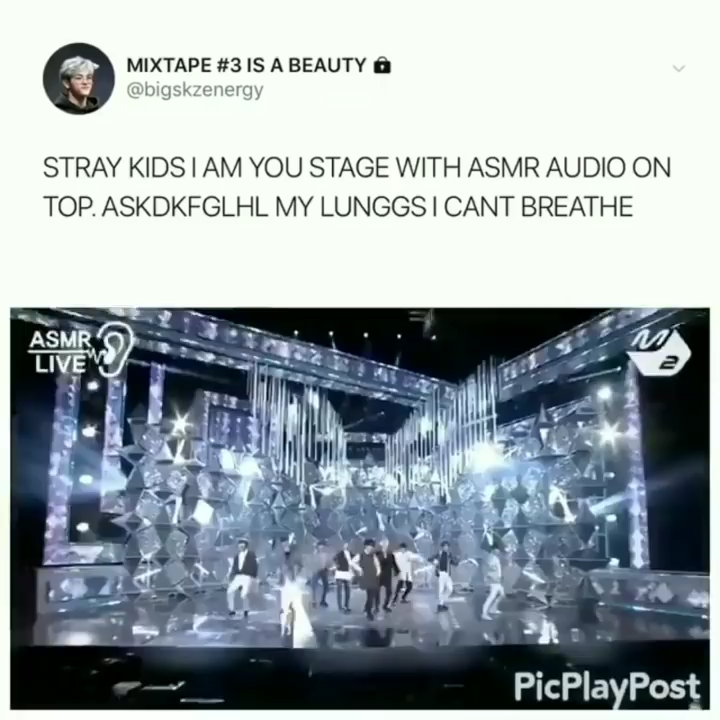 MIXTAPE #3 IS A BEAUTY
@bigskzenergy
STRAY KIDS I AM YOU STAGE WITH ASMR AUDIO ON
TOP. ASKDKFGLHL MY LUNGGS I CANT BREATHE
ASMR
LIVE
M
2
PicPlayPost